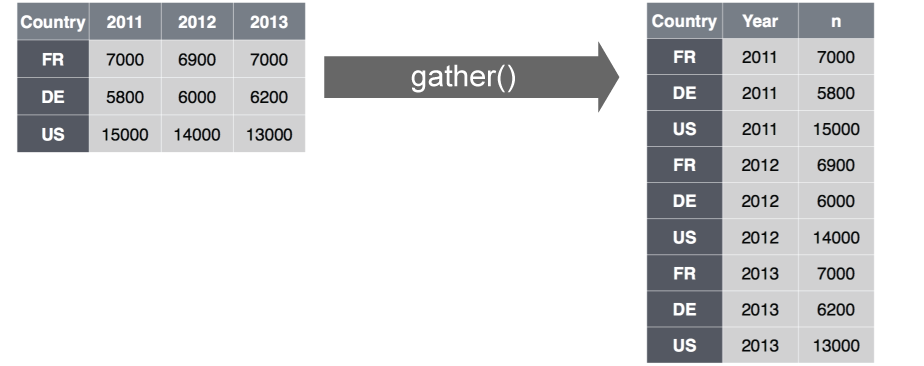 Country 2011 2012 2013
FR 7000 6900 7000
DE 5800 6000 6200
US 15000 14000 13000
gather()
Country Year n
FR 2011 7000
DE 2011 5800
US 2011 15000
FR 2012 6900
DE 2012 6000
US 2012 14000
FR 2013 7000
DE 2013 6200
US 2013 13000